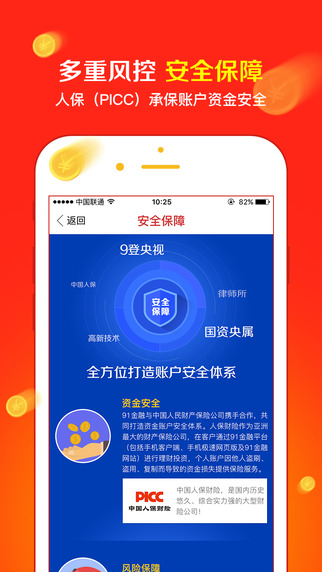 多重风控 安全保障
人保（PICC）承保账户资金安全
中国联通 10:25 82%
返回 安全保障
9登央视
中国人保
律师所
安全
保障
高新技术
国资央属
全方位打造账户安全体系
资金安全
91金融与中国人民财产保险公司携手合作，共
同打造资金账户安全体系。人保财险作为亚洲
最大的财产保险公司，在客户通过91金融平台
（包括手机客户端、手机极速网页版及91金融
网站）进行理财投资，个人账户因他人盗刷、
盗用、复制而导致的资金损提供保险服务。
PICC
中国人保财险
中国人保财险，是国内历史
悠久、综合实力强的大型财
险公司！
风险保障